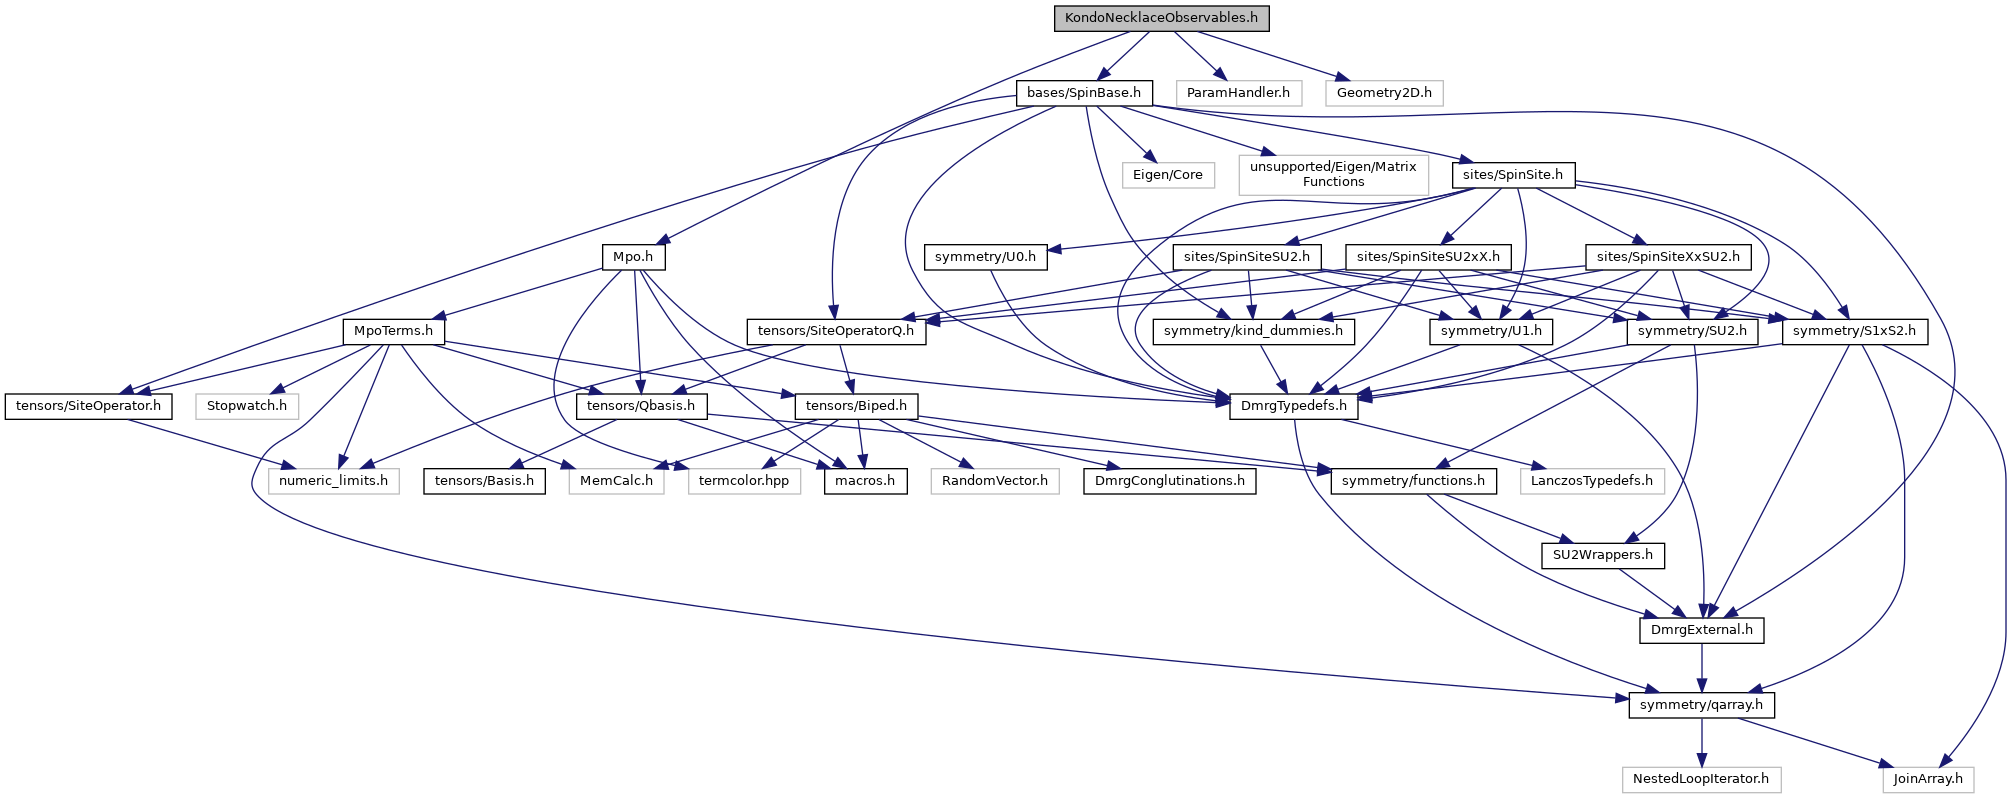 KondoNecklaceObservables.h
bases/SpinBase.h
ParamHandler.h
Geometry2D.h
Eigen/Core
unsupported/Eigen/Matrix
Functions
sites/SpinSite.h
Mpo.h
symmetry/U0.h
sites/SpinSiteSU2.h
sites/SpinSiteSU2xX.h
sites/SpinSiteXxSU2.h
MpoTerms.h
tensors/SiteOperatorQ.h
symmetry/kind_dummies.h
symmetry/U1.h
symmetry/SU2.h
symmetry/S1xS2.h
tensors/SiteOperator.h
Stopwatch.h
tensors/Qbasis.h
tensors/Biped.h
DmrgTypedefs.h
numeric_limits.h
tensors/Basis.h
MemCalc.h
termcolor.hpp
macros.h
RandomVector.h
DmrgConglutinations.h
symmetry/functions.h
LanczosTypedefs.h
SU2Wrappers.h
DmrgExternal.h
symmetry/qarray.h
NestedLoopIterator.h
JoinArray.h